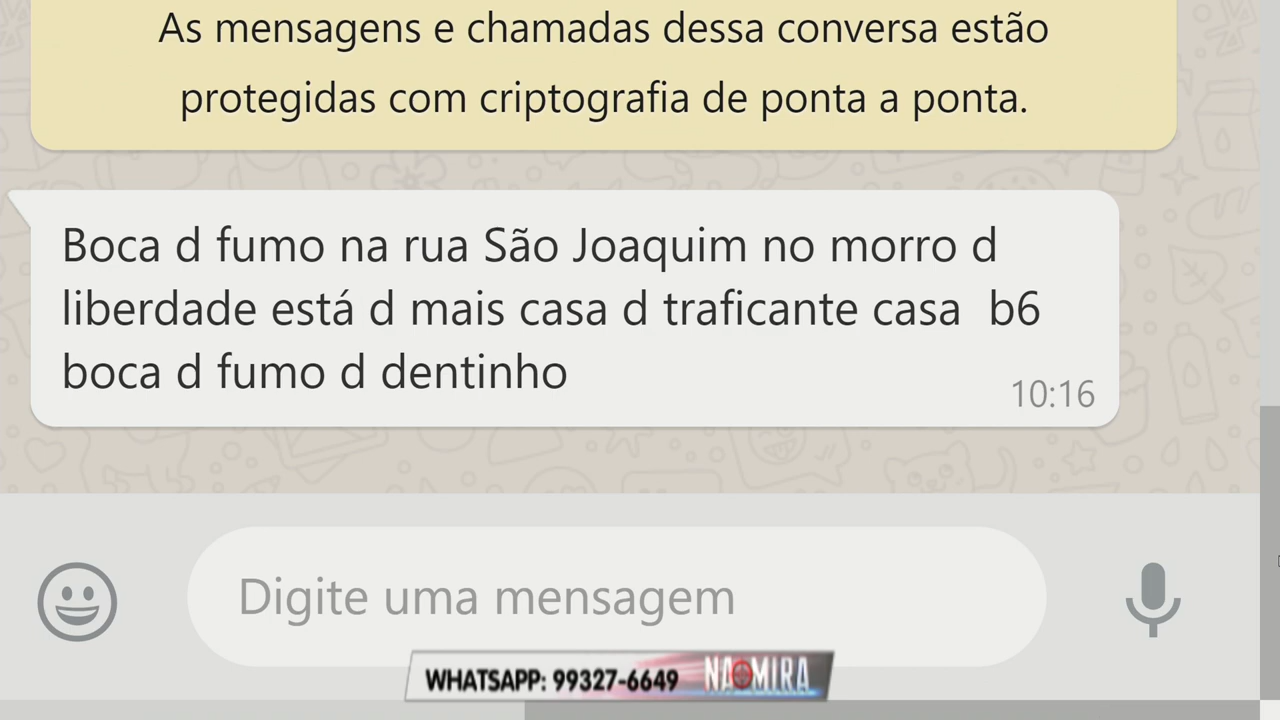 As mensagens e chamadas dessa conversa estão
protegidas com criptografia de ponta a ponta.
Boca d fumo na rua São Joaquim no morro d
liberdade está d mais casa d traficante casa  b6
boca d fumo d dentinho
10:16
Digite uma mensagem
WHATSAPP: 99327-6649 NA MIRA